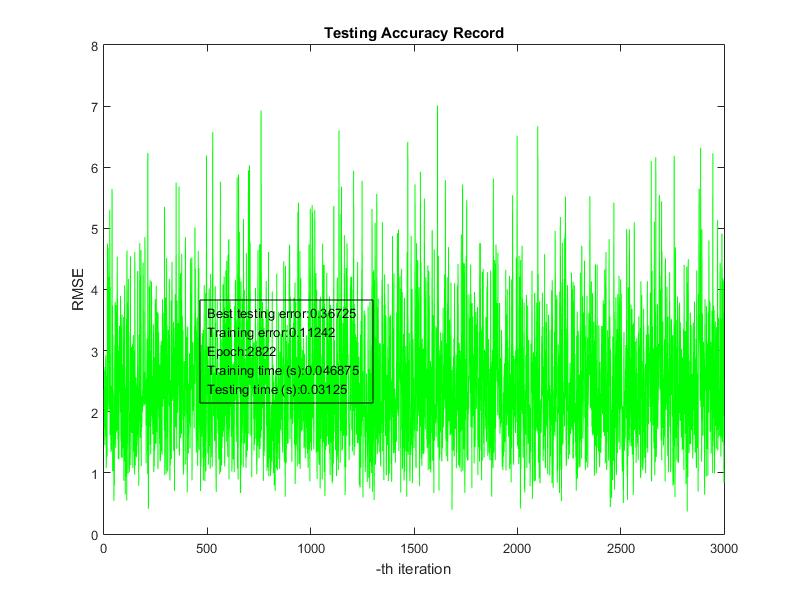 Testing Accuracy Record
8
7
6
5
4
3
2
1
0
RMSE
Best testing error:0.36725
Training error:0.11242
Epoch:2822
Training time (s):0.046875
Testing time (s):0.03125
0 500 1000 1500 2000 2500 3000
-th iteration